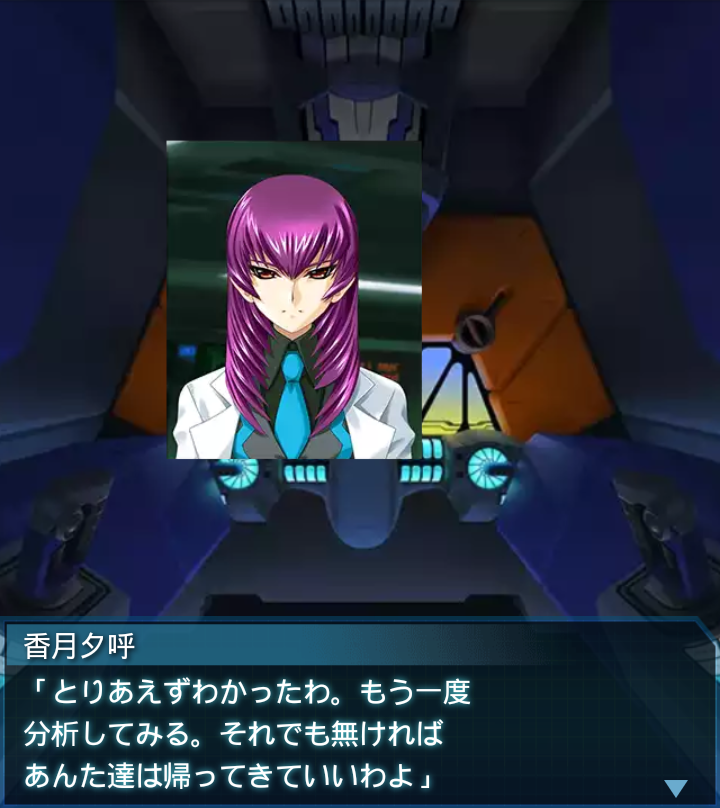 香月夕呼
「とりあえずわかったわ。もう一度
分析してみる。それでも無ければ
あんた達は帰ってきていいわよ」